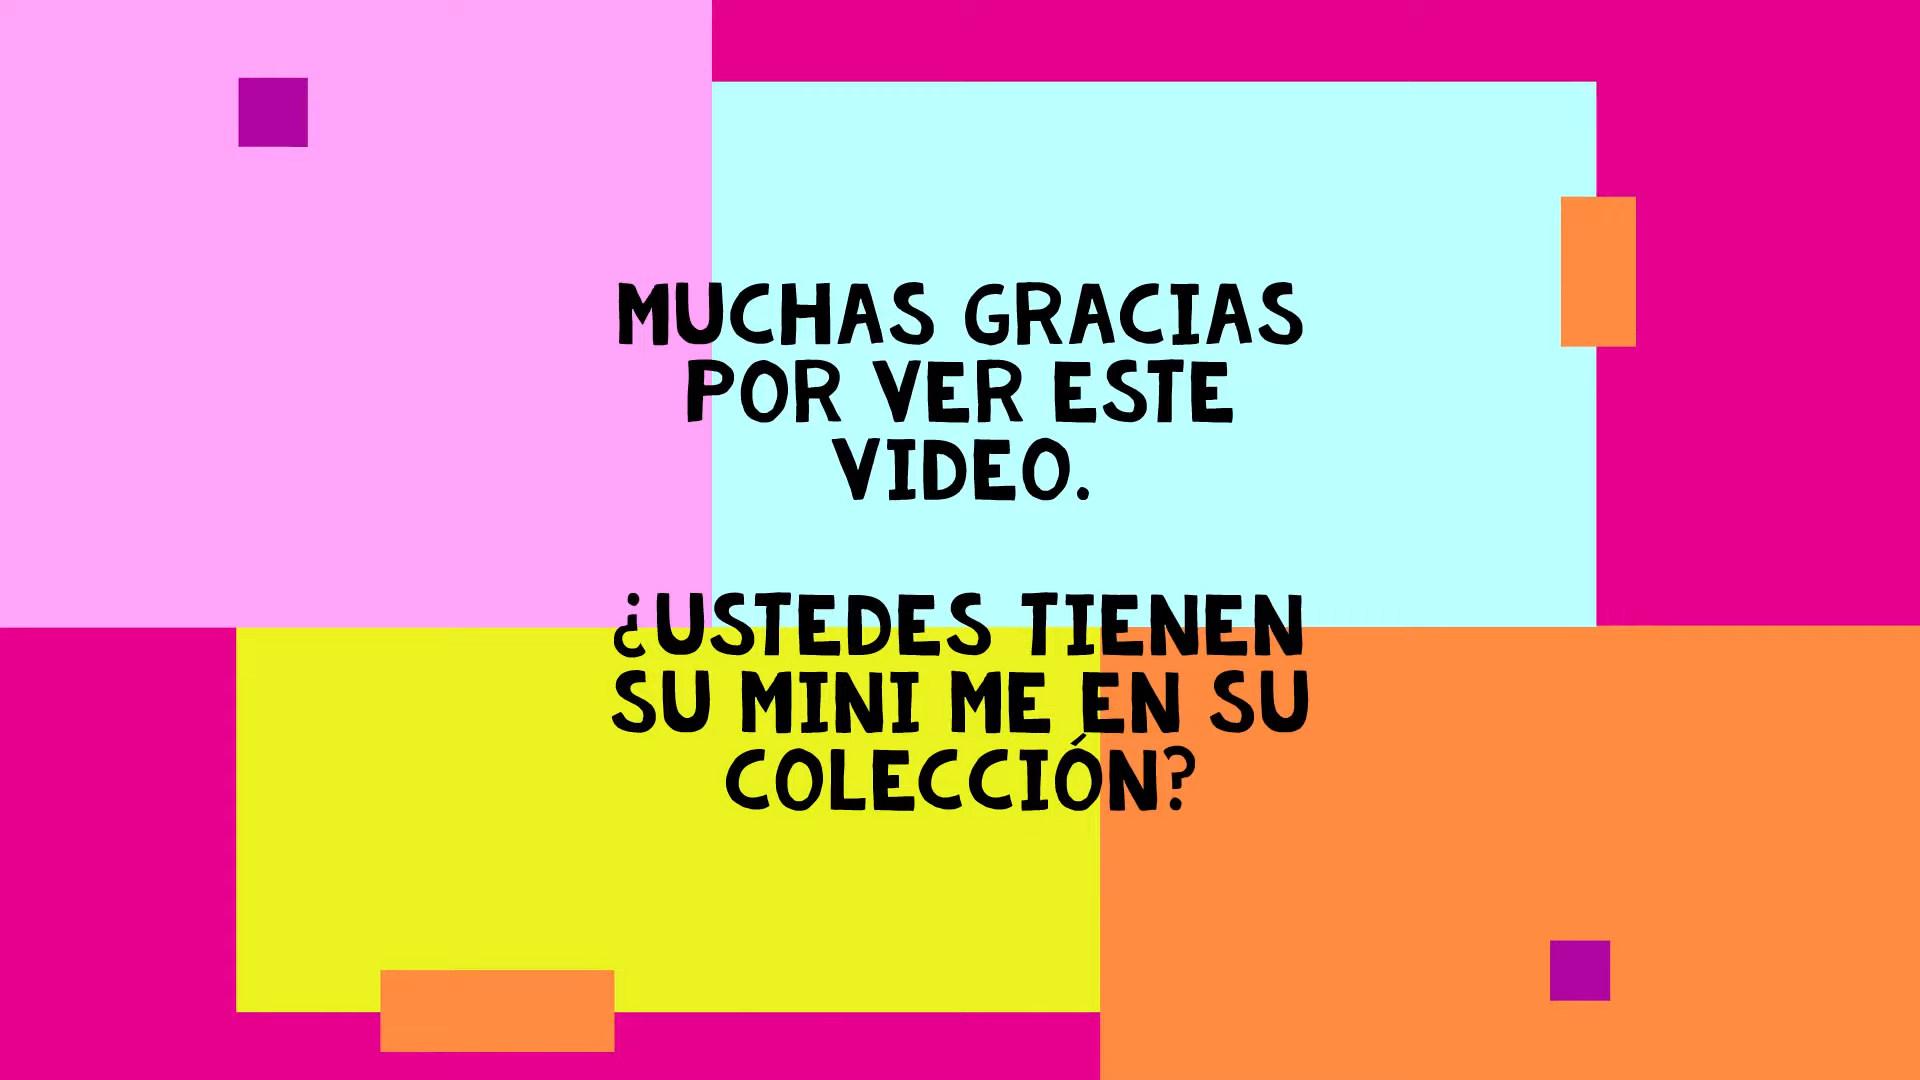 MUCHAS GRACIAS
POR VER ESTE
VIDEO.
¿USTEDES TIENEN
SU MINI ME EN SU
COLECCIÓN?